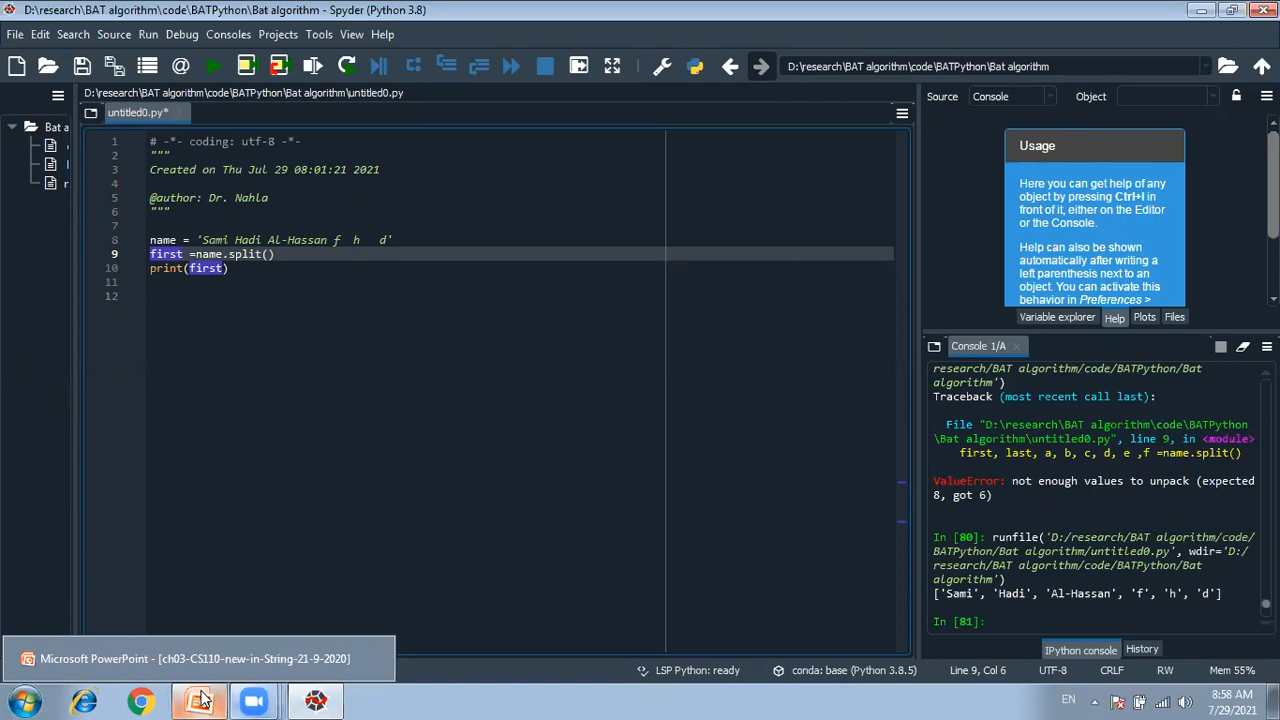 D:\research\BAT algorithm\code\BATPython\Bat algorithm - Spyder (Python 3.8)
File Edit Search Source Run Debug Consoles Projects Tools View Help
D:\research\BAT algorithm\code\BATPython\Bat algorithm
D:\research\BAT algorithm\code\BATPython\Bat algorithm\untitled0.py
Bat a
untitled0.py*
1 # -*- coding: utf-8 -*-
2 """
3 Created on Thu Jul 29 08:01:21 2021
4
5 @author: Dr. Nahla
6 """
7
8 name = 'Sami Hadi Al-Hassan f  h   d'
9 first =name.split()
10 print(first)
11
12
Source Console Object
Usage
Here you can get help of any
object by pressing Ctrl+I in
front of it, either on the Editor
or the Console.
Help can also be shown
automatically after writing a
left parenthesis next to an
object. You can activate this
behavior in Preferences >
Variable explorer Help Plots Files
Console 1/A
research/BAT algorithm/code/BATPython/Bat
algorithm')
Traceback (most recent call last):
File "D:\research\BAT algorithm\code\BATPython
\Bat algorithm\untitled0.py", line 9, in <module>
first, last, a, b, c, d, e ,f =name.split()
ValueError: not enough values to unpack (expected
8, got 6)
In [80]: runfile('D:/research/BAT algorithm/code/
BATPython/Bat algorithm/untitled0.py', wdir='D:/
research/BAT algorithm/code/BATPython/Bat
algorithm')
['Sami', 'Hadi', 'Al-Hassan', 'f', 'h', 'd']
In [81]:
IPython console History
Microsoft PowerPoint - [ch03-CS110-new-in-String-21-9-2020]
LSP Python: ready conda: base (Python 3.8.5) Line 9, Col 6 UTF-8 CRLF RW Mem 55%
EN
8:58 AM
7/29/2021